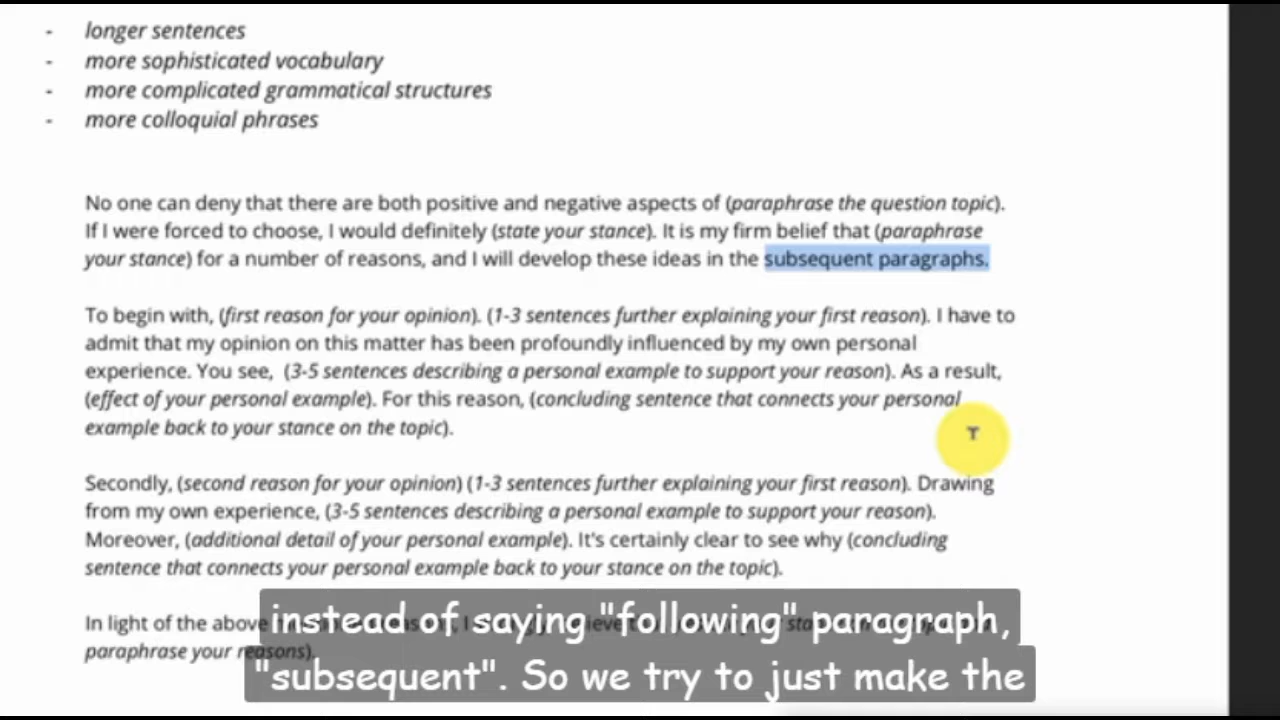 - longer sentences
- more sophisticated vocabulary
- more complicated grammatical structures
- more colloquial phrases
No one can deny that there are both positive and negative aspects of (paraphrase the question topic).
If I were forced to choose, I would definitely (state your stance). It is my firm belief that (paraphrase
your stance) for a number of reasons, and I will develop these ideas in the subsequent paragraphs.
To begin with, (first reason for your opinion). (1-3 sentences further explaining your first reason). I have to
admit that my opinion on this matter has been profoundly influenced by my own personal
experience. You see, (3-5 sentences describing a personal example to support your reason). As a result,
(effect of your personal example). For this reason, (concluding sentence that connects your personal
example back to your stance on the topic).
Secondly, (second reason for your opinion) (1-3 sentences further explaining your first reason). Drawing
from my own experience, (3-5 sentences describing a personal example to support your reason).
Moreover, (additional detail of your personal example). It's certainly clear to see why (concluding
sentence that connects your personal example back to your stance on the topic).
In light of the above
paraphrase your reasons).
instead of saying "following" paragraph,
"subsequent". So we try to just make the